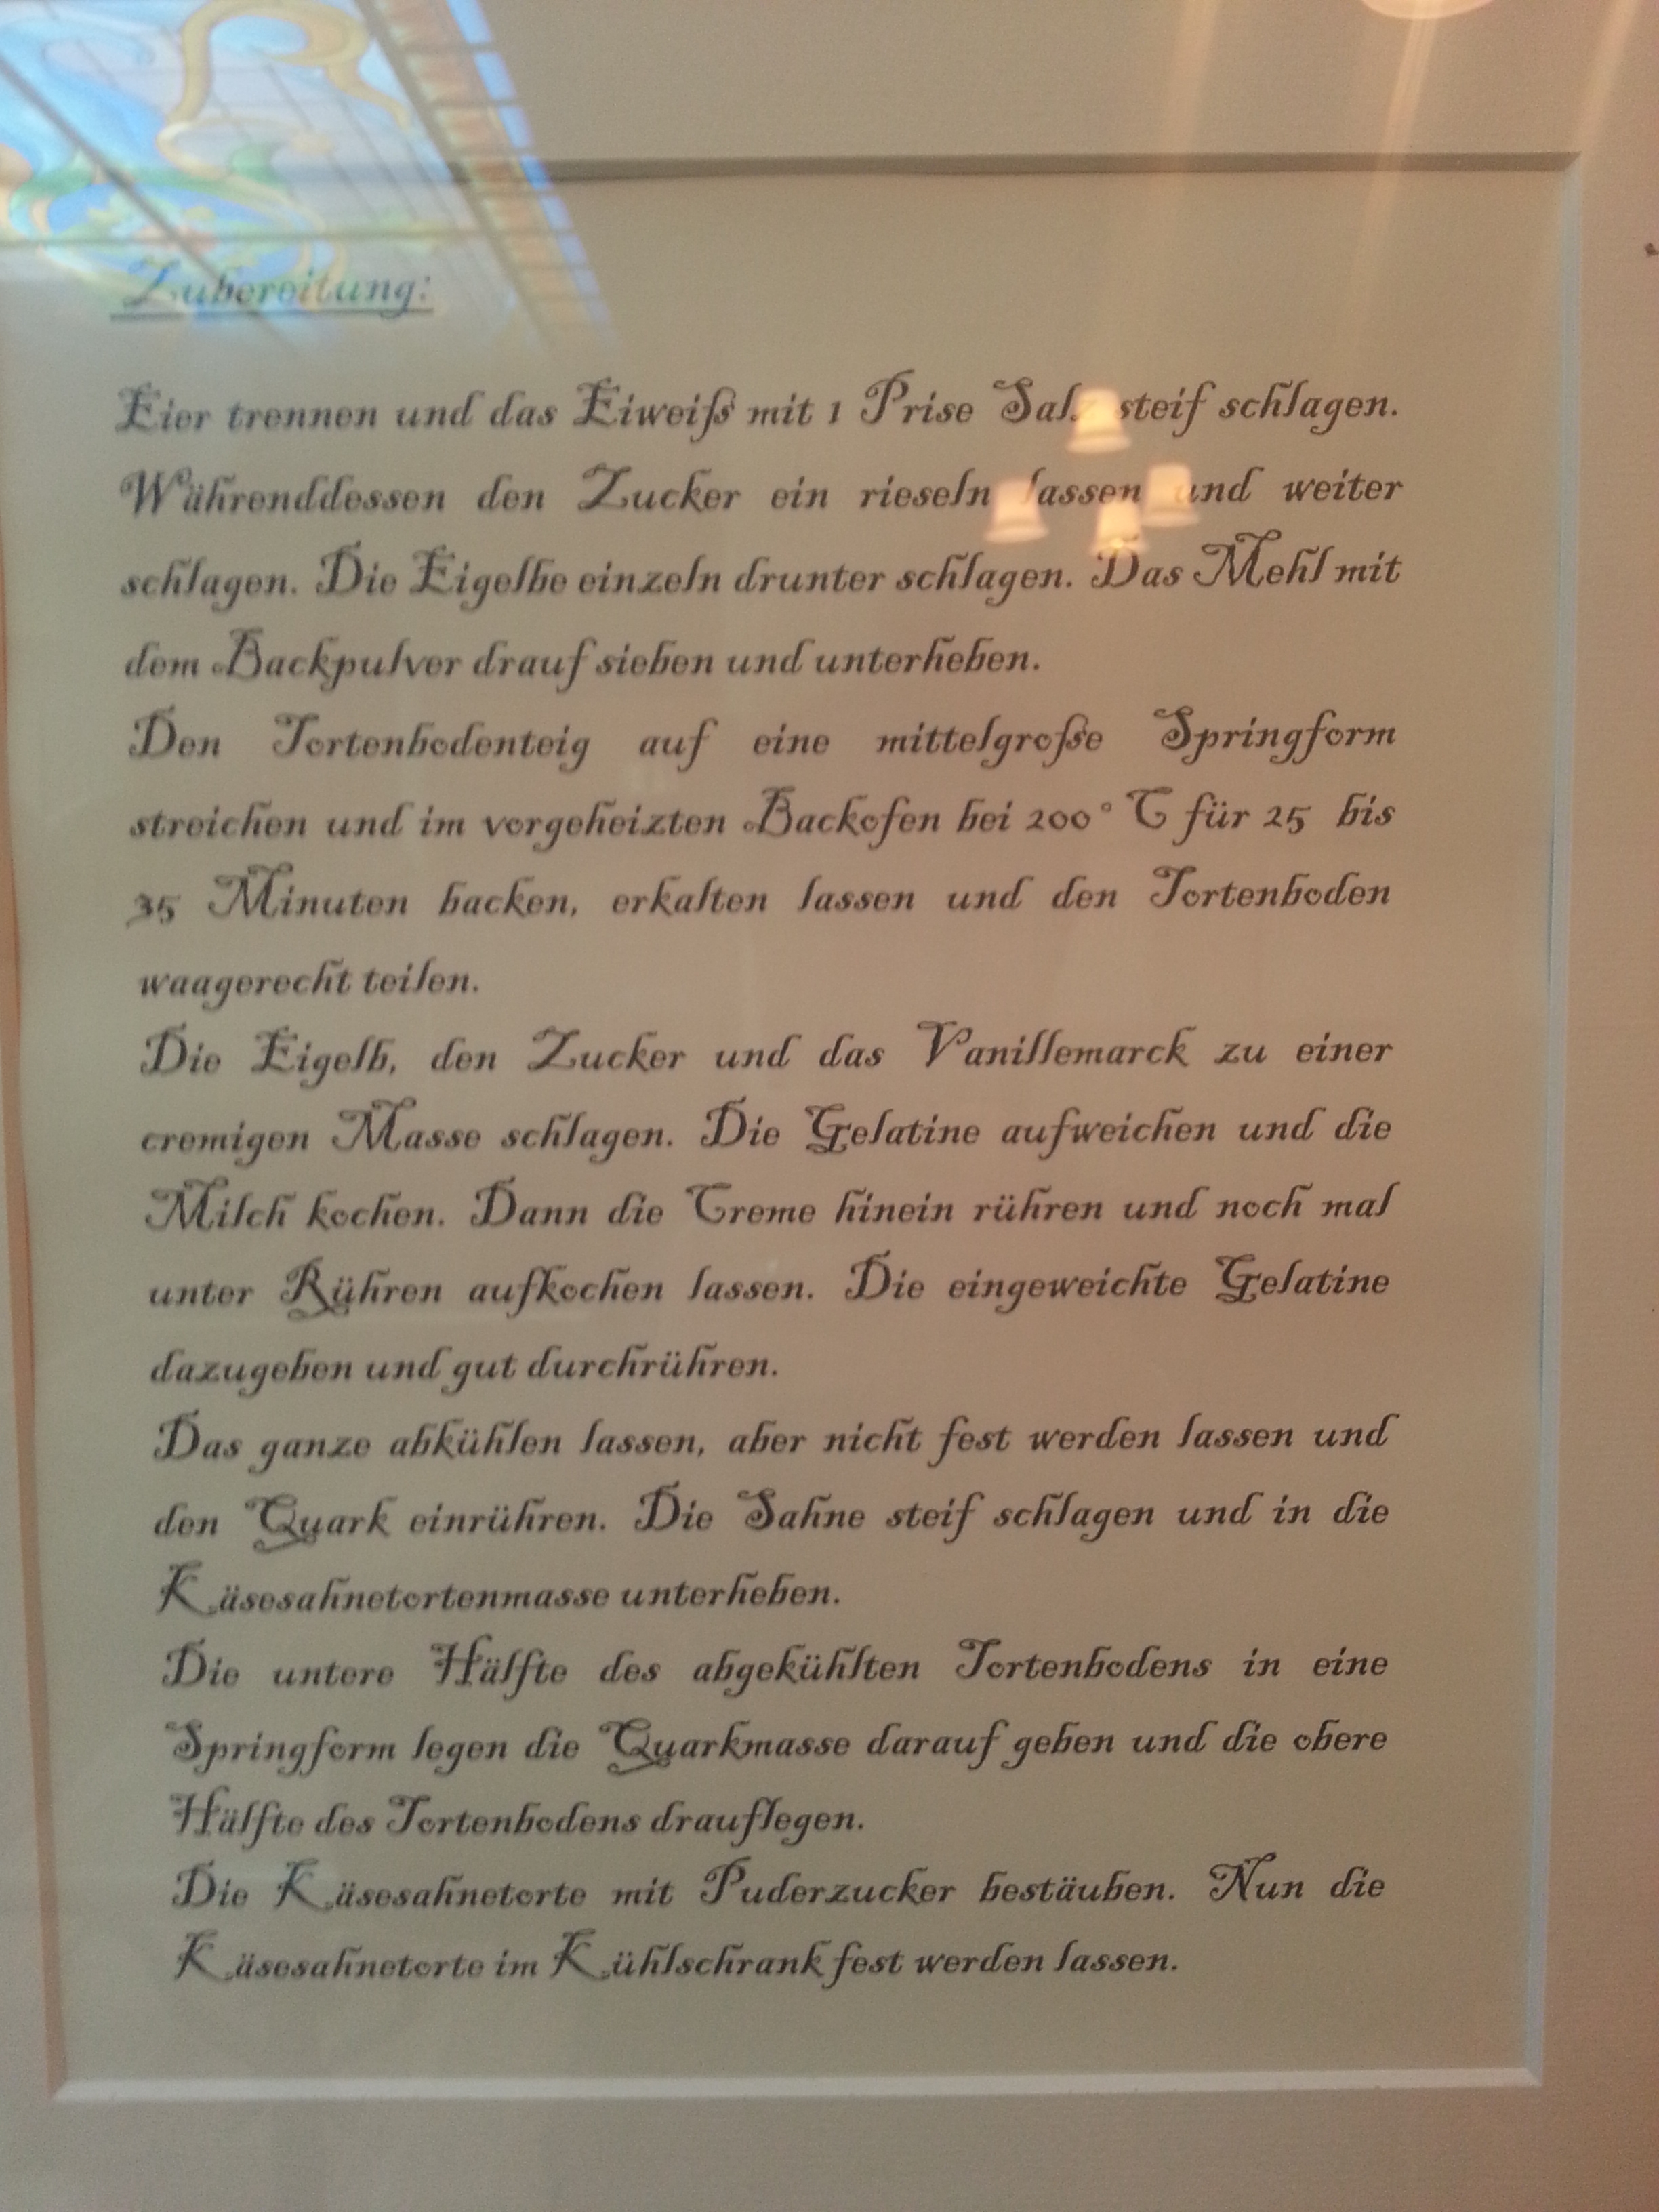 Zubereitung:
Eier trennen und das Eiweiß mit 1 Prise Salz steif schlagen.
Währenddessen den Zucker ein rieseln lassen und weiter
schlagen. Die Eigelbe einzeln drunter schlagen. Das Mehl mit
dem Backpulver drauf sieben und unterheben.
Den Tortenbodenteig auf eine mittelgroße Springform
streichen und im vorgeheizten Backofen bei 200° C für 25 bis
35 Minuten backen, erkalten lassen und den Tortenboden
waagerecht teilen.
Die Eigelb, den Zucker und das Vanillemarck zu einer
cremigen Masse schlagen. Die Gelatine aufweichen und die
Milch kochen. Dann die Creme hinein rühren und noch mal
unter Rühren aufkochen lassen. Die eingeweichte Gelatine
dazugeben und gut durchrühren.
Das ganze abkühlen lassen, aber nicht fest werden lassen und
den Quark einrühren. Die Sahne steif schlagen und in die
Käsesahnetortenmasse unterheben.
Die untere Hälfte des abgekühlten Tortenbodens in eine
Springform legen die Quarkmasse darauf geben und die obere
Hälfte des Tortenbodens drauflegen.
Die Käsesahnetorte mit Puderzucker bestäuben. Nun die
Käsesahnetorte im Kühlschrank fest werden lassen.